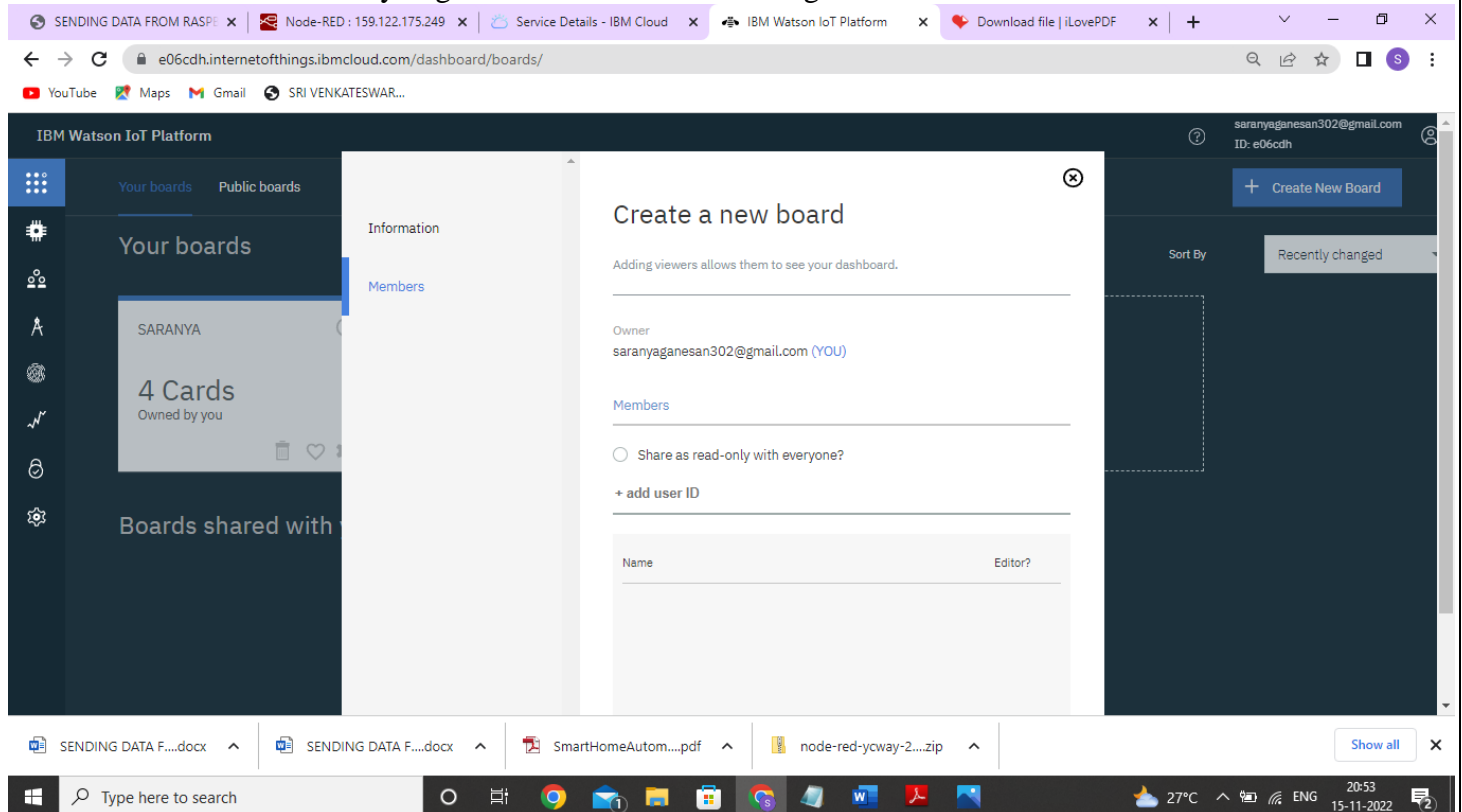 SENDING DATA FROM RASPE
Node-RED : 159.122.175.249
Service Details - IBM Cloud
IBM Watson IoT Platform
Download file | iLovePDF
e06cdh.internetofthings.ibmcloud.com/dashboard/boards/
S
YouTube
Maps
Gmail
SRI VENKATESWAR...
IBM Watson IoT Platform
saranyaganesan302@gmail.com
ID: e06cdh
Your boards
Public boards
+ Create New Board
Your boards
Sort By
Recently changed
SARANYA
4 Cards
Owned by you
Boards shared with
Information
Members
Create a new board
Adding viewers allows them to see your dashboard.
Owner
saranyaganesan302@gmail.com (YOU)
Members
Share as read-only with everyone?
+ add user ID
Name
Editor?
SENDING DATA F....docx
SENDING DATA F....docx
SmartHomeAutom....pdf
node-red-ycway-2....zip
Show all
Type here to search
27°C
ENG
20:53
15-11-2022
2